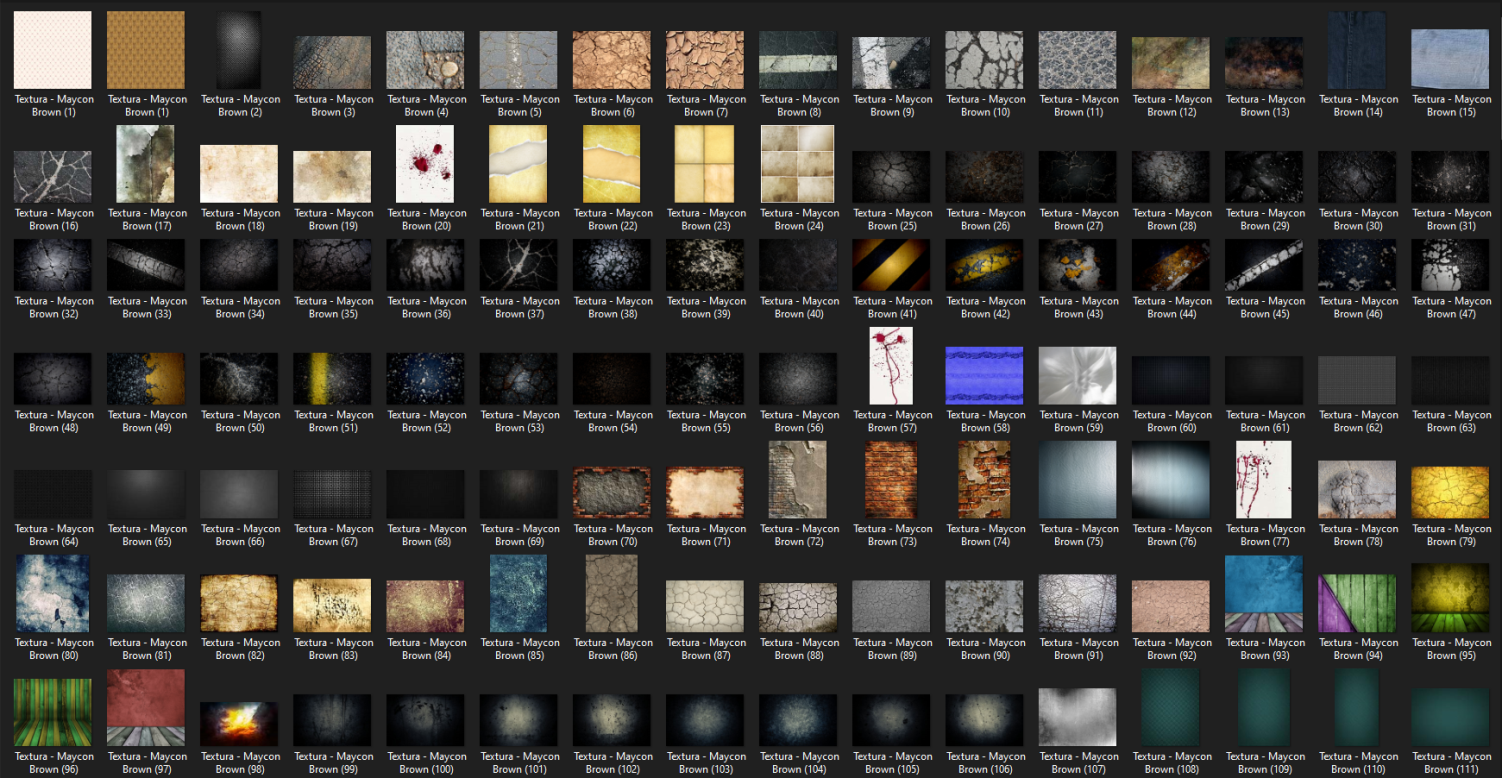 Textura - Maycon Brown (1)
Textura - Maycon Brown (1)
Textura - Maycon Brown (2)
Textura - Maycon Brown (3)
Textura - Maycon Brown (4)
Textura - Maycon Brown (5)
Textura - Maycon Brown (6)
Textura - Maycon Brown (7)
Textura - Maycon Brown (8)
Textura - Maycon Brown (9)
Textura - Maycon Brown (10)
Textura - Maycon Brown (11)
Textura - Maycon Brown (12)
Textura - Maycon Brown (13)
Textura - Maycon Brown (14)
Textura - Maycon Brown (15)
Textura - Maycon Brown (16)
Textura - Maycon Brown (17)
Textura - Maycon Brown (18)
Textura - Maycon Brown (19)
Textura - Maycon Brown (20)
Textura - Maycon Brown (21)
Textura - Maycon Brown (22)
Textura - Maycon Brown (23)
Textura - Maycon Brown (24)
Textura - Maycon Brown (25)
Textura - Maycon Brown (26)
Textura - Maycon Brown (27)
Textura - Maycon Brown (28)
Textura - Maycon Brown (29)
Textura - Maycon Brown (30)
Textura - Maycon Brown (31)
Textura - Maycon Brown (32)
Textura - Maycon Brown (33)
Textura - Maycon Brown (34)
Textura - Maycon Brown (35)
Textura - Maycon Brown (36)
Textura - Maycon Brown (37)
Textura - Maycon Brown (38)
Textura - Maycon Brown (39)
Textura - Maycon Brown (40)
Textura - Maycon Brown (41)
Textura - Maycon Brown (42)
Textura - Maycon Brown (43)
Textura - Maycon Brown (44)
Textura - Maycon Brown (45)
Textura - Maycon Brown (46)
Textura - Maycon Brown (47)
Textura - Maycon Brown (48)
Textura - Maycon Brown (49)
Textura - Maycon Brown (50)
Textura - Maycon Brown (51)
Textura - Maycon Brown (52)
Textura - Maycon Brown (53)
Textura - Maycon Brown (54)
Textura - Maycon Brown (55)
Textura - Maycon Brown (56)
Textura - Maycon Brown (57)
Textura - Maycon Brown (58)
Textura - Maycon Brown (59)
Textura - Maycon Brown (60)
Textura - Maycon Brown (61)
Textura - Maycon Brown (62)
Textura - Maycon Brown (63)
Textura - Maycon Brown (64)
Textura - Maycon Brown (65)
Textura - Maycon Brown (66)
Textura - Maycon Brown (67)
Textura - Maycon Brown (68)
Textura - Maycon Brown (69)
Textura - Maycon Brown (70)
Textura - Maycon Brown (71)
Textura - Maycon Brown (72)
Textura - Maycon Brown (73)
Textura - Maycon Brown (74)
Textura - Maycon Brown (75)
Textura - Maycon Brown (76)
Textura - Maycon Brown (77)
Textura - Maycon Brown (78)
Textura - Maycon Brown (79)
Textura - Maycon Brown (80)
Textura - Maycon Brown (81)
Textura - Maycon Brown (82)
Textura - Maycon Brown (83)
Textura - Maycon Brown (84)
Textura - Maycon Brown (85)
Textura - Maycon Brown (86)
Textura - Maycon Brown (87)
Textura - Maycon Brown (88)
Textura - Maycon Brown (89)
Textura - Maycon Brown (90)
Textura - Maycon Brown (91)
Textura - Maycon Brown (92)
Textura - Maycon Brown (93)
Textura - Maycon Brown (94)
Textura - Maycon Brown (95)
Textura - Maycon Brown (96)
Textura - Maycon Brown (97)
Textura - Maycon Brown (98)
Textura - Maycon Brown (99)
Textura - Maycon Brown (100)
Textura - Maycon Brown (101)
Textura - Maycon Brown (102)
Textura - Maycon Brown (103)
Textura - Maycon Brown (104)
Textura - Maycon Brown (105)
Textura - Maycon Brown (106)
Textura - Maycon Brown (107)
Textura - Maycon Brown (108)
Textura - Maycon Brown (109)
Textura - Maycon Brown (110)
Textura - Maycon Brown (111)